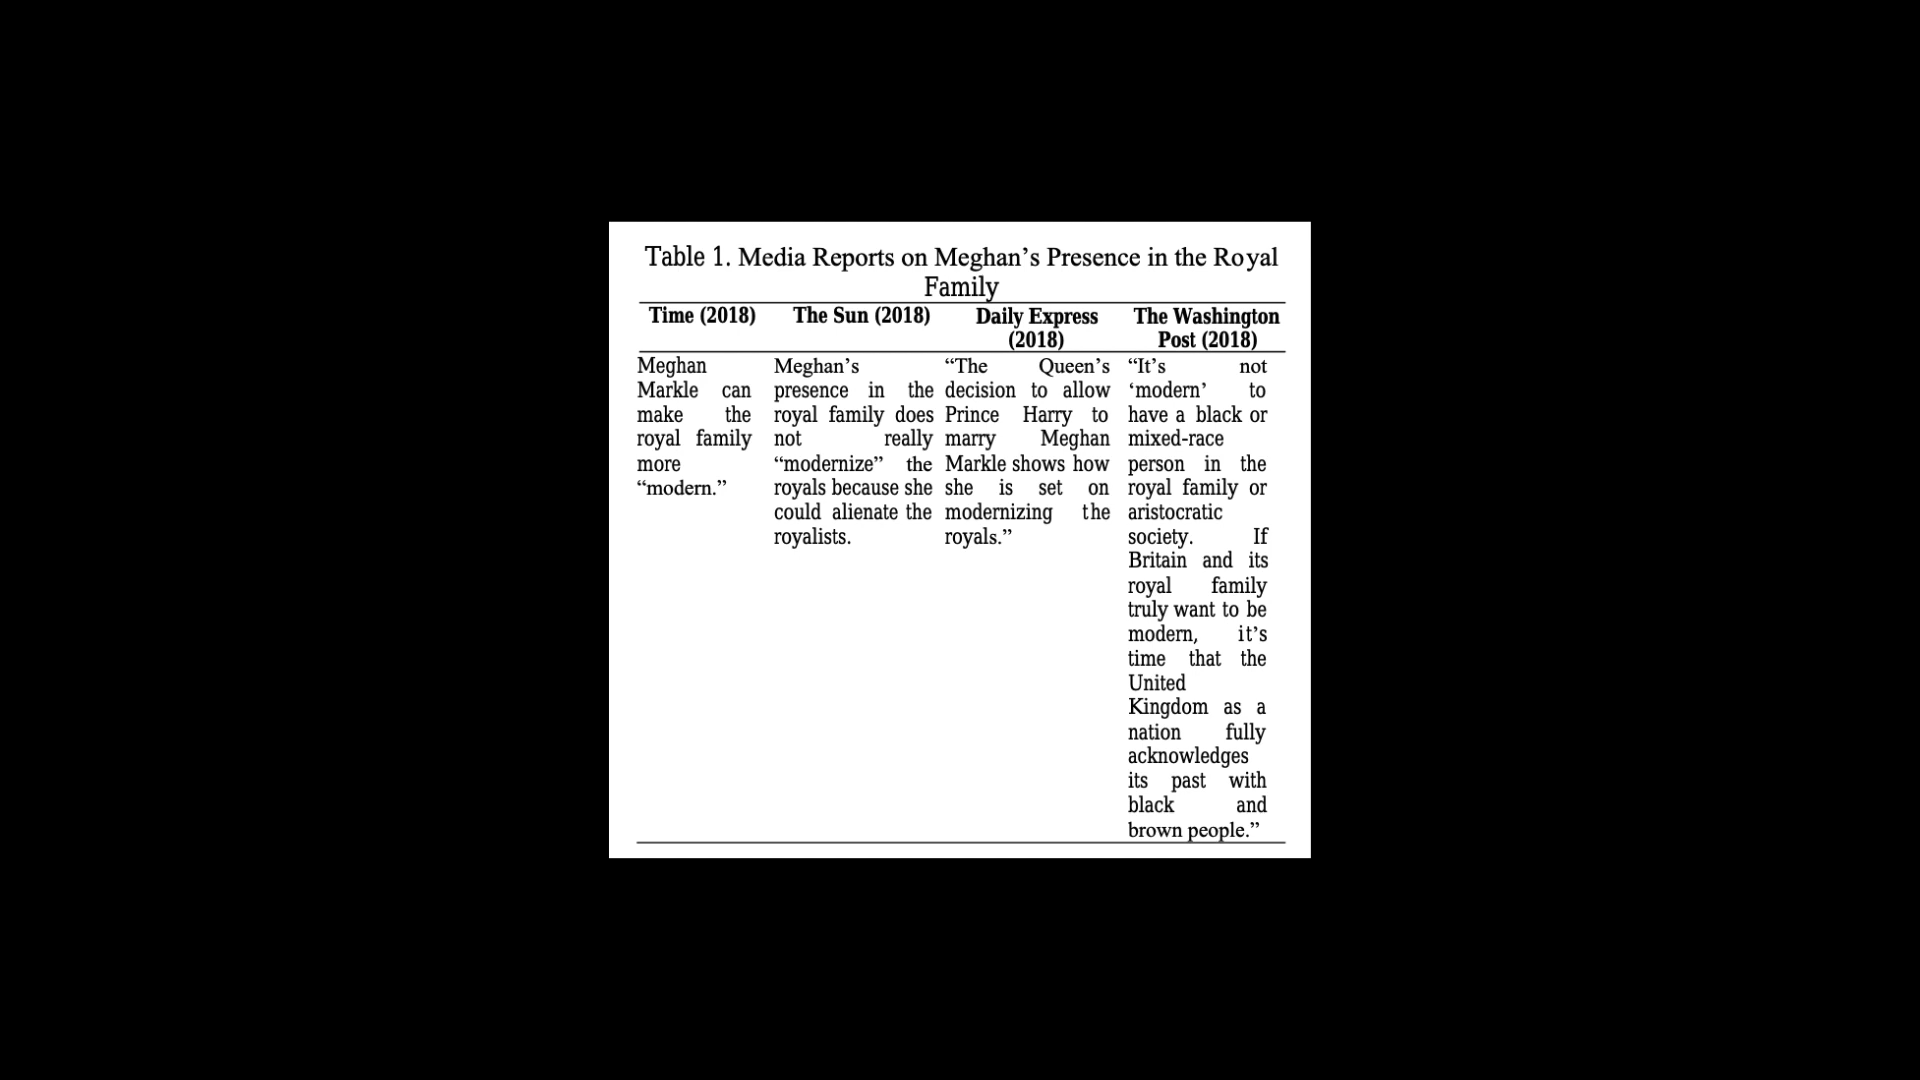 Table 1. Media Reports on Meghan’s Presence in the Royal
Family
Time (2018)
The Sun (2018)
Daily Express
(2018)
The Washington
Post (2018)
Meghan
Markle can
make the
royal family
more
“modern.”
Meghan’s
presence in the
royal family does
not really
“modernize” the
royals because she
could alienate the
royalists.
“The Queen’s
decision to allow
Prince Harry to
marry Meghan
Markle shows how
she is set on
modernizing the
royals.”
“It’s not
‘modern’ to
have a black or
mixed-race
person in the
royal family or
aristocratic
society. If
Britain and its
royal family
truly want to be
modern, it’s
time that the
United
Kingdom as a
nation fully
acknowledges
its past with
black and
brown people.”